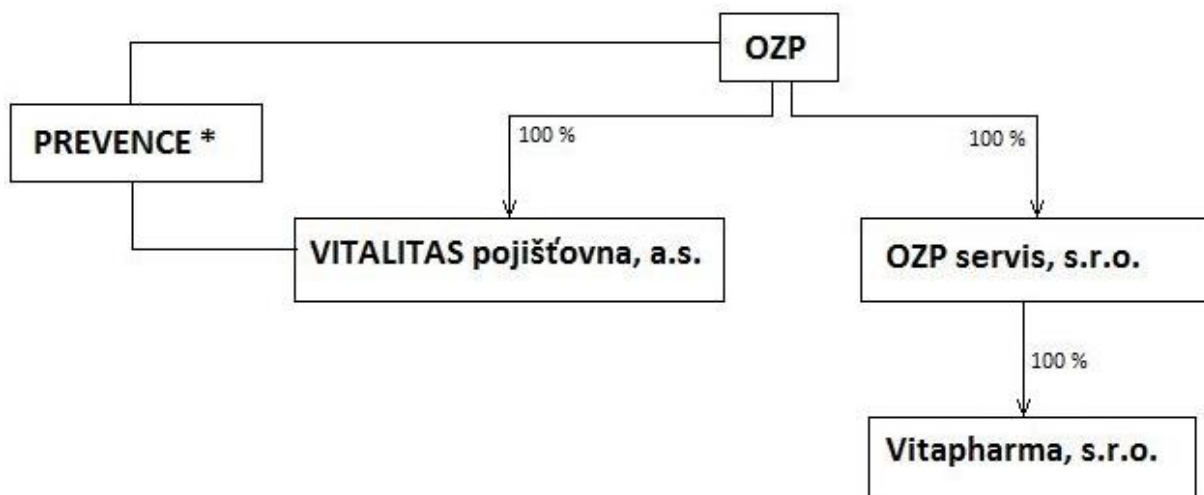 OZP
PREVENCE *
100 %
100 %
VITALITAS pojišťovna, a.s.
OZP servis, s.r.o.
100 %
Vitapharma, s.r.o.